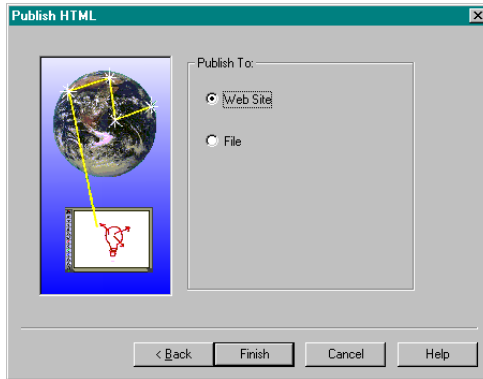 Publish HTML
Publish To:
Web Site
File
< Back
Finish
Cancel
Help